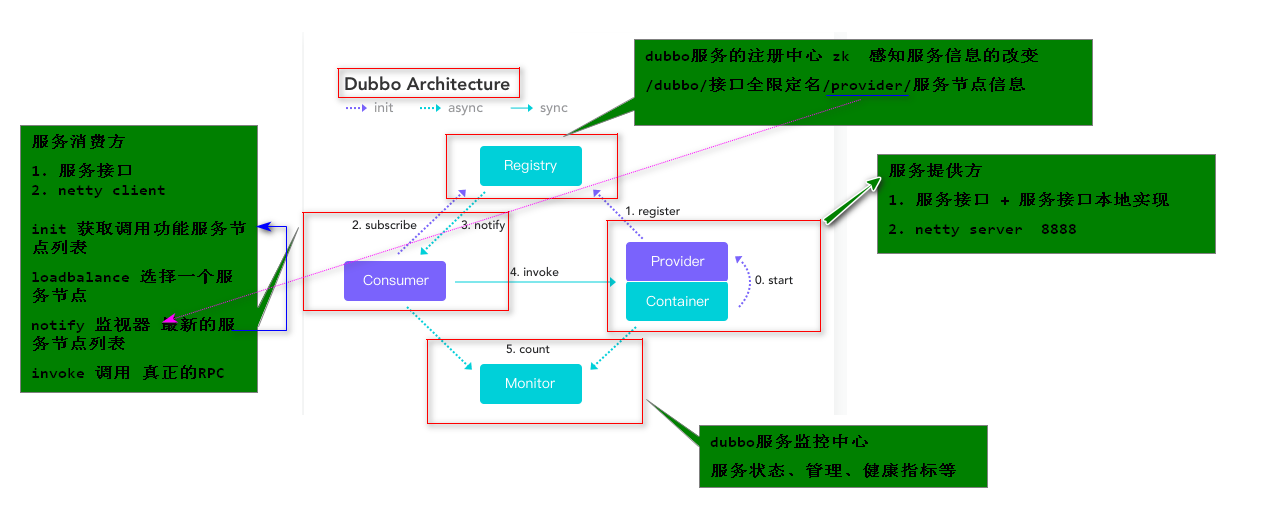 dubbo服务的注册中心 zk 感知服务信息的改变
/dubbo/接口全限定名/provider/服务节点信息
Dubbo Architecture
init
async
sync
服务消费方
1. 服务接口
2. netty client
init 获取调用功能服务节
点列表
loadbalance 选择一个服
务节点
notify 监视器 最新的服
务节点列表
invoke 调用 真正的RPC
Registry
服务提供方
1. 服务接口 + 服务接口本地实现
2. netty server 8888
1. register
2. subscribe
3. notify
Provider
Consumer
4. invoke
0. start
Container
5. count
Monitor
dubbo服务监控中心
服务状态、管理、健康指标等